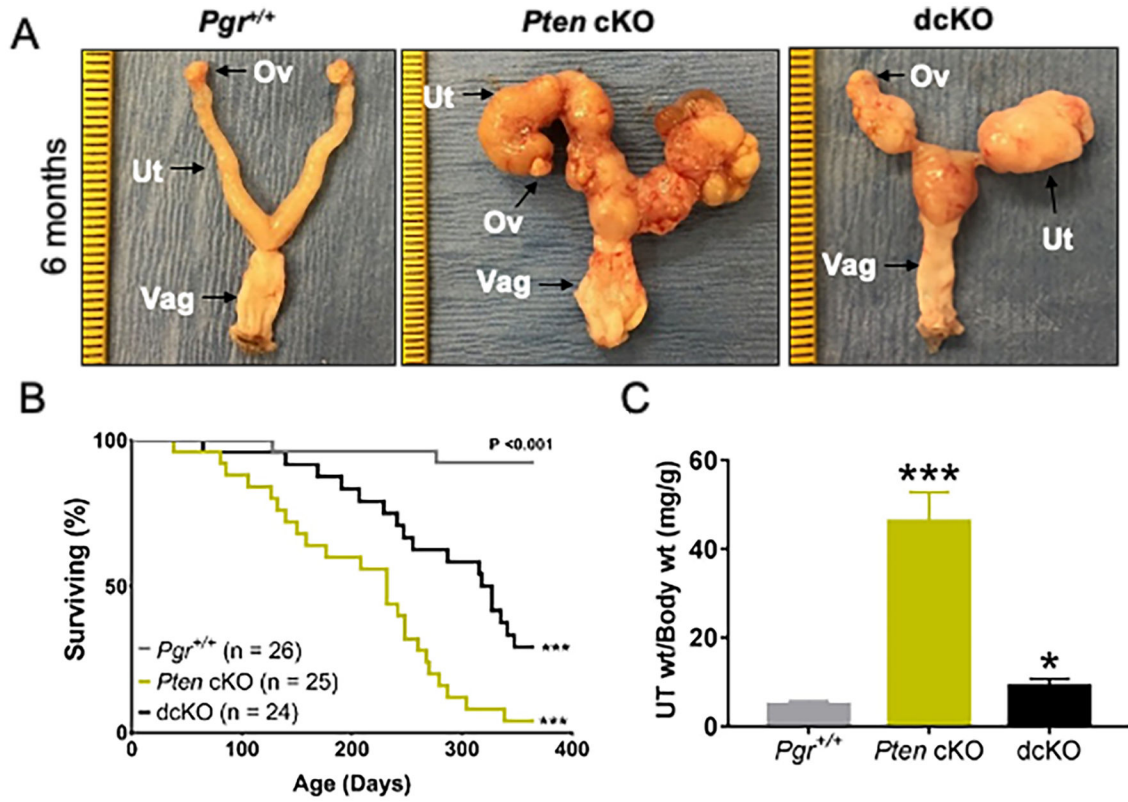 A
Pgr+/+
Pten cKO
dcKO
6 months
Ov
Ut
Vag
Ut
Ov
Vag
Ov
Ut
Vag
B
C
Surviving (%)
100
50
0
P <0.001
***
***
Pgr+/+ (n = 26)
Pten cKO (n = 25)
dcKO (n = 24)
0 100 200 300 400
Age (Days)
UT wt/Body wt (mg/g)
60
40
20
0
***
*
Pgr+/+ Pten cKO dcKO